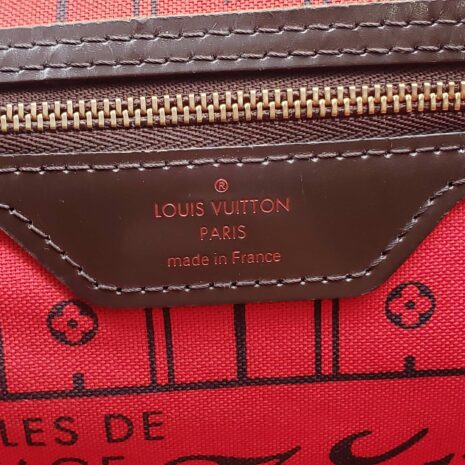 ®
LOUIS VUITTON
PARIS
made in France
LES DE